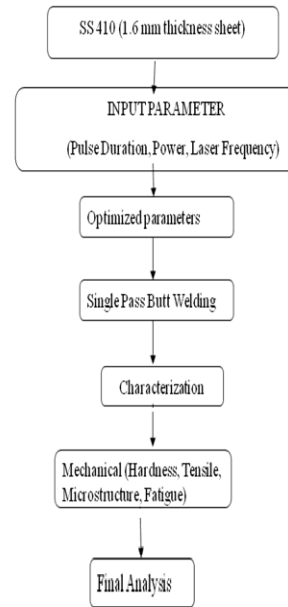 SS 410 (1.6 mm thickness sheet)
INPUT PARAMETER
(Pulse Duration, Power, Laser Frequency)
Optimized parameters
Single Pass Butt Welding
Characterization
Mechanical (Hardness, Tensile,
Microstructure, Fatigue)
Final Analysis